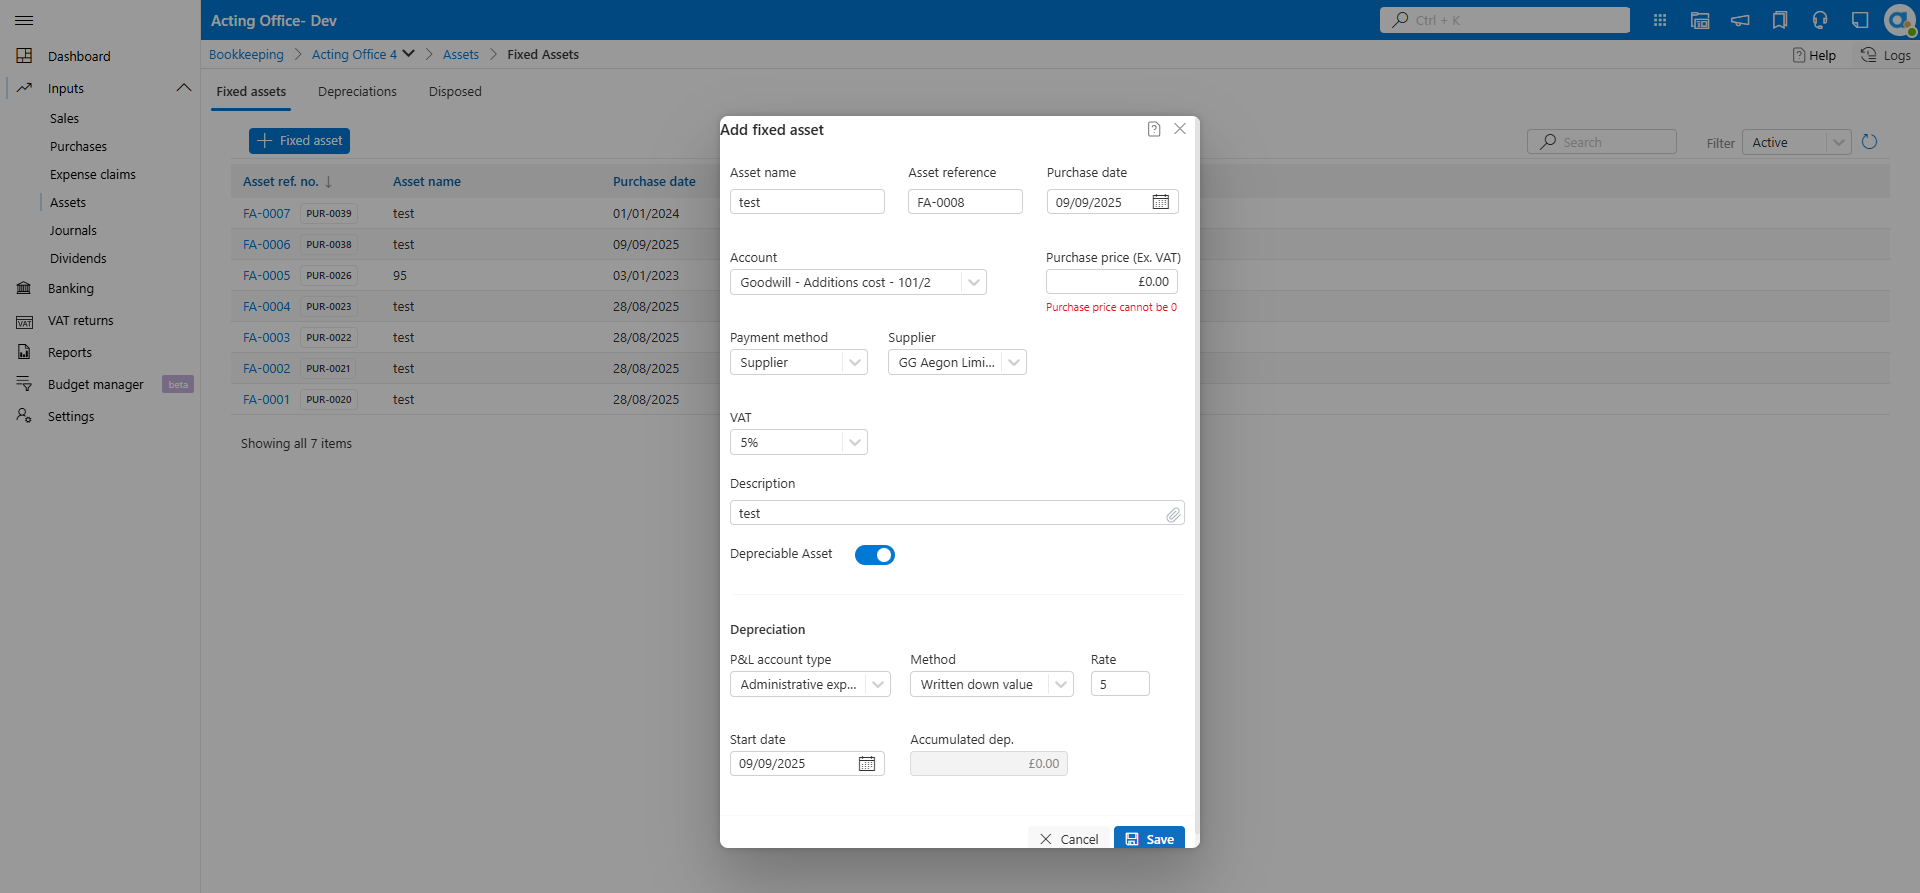 Acting Office- Dev
Ctrl + K
Dashboard
Inputs
Sales
Purchases
Expense claims
Assets
Journals
Dividends
Banking
VAT returns
Reports
Budget manager beta
Settings
Bookkeeping Acting Office 4 Assets Fixed Assets
Help Logs
Fixed assets Depreciations Disposed
Fixed asset
Search
Filter Active
Asset ref. no. ↓ Asset name Purchase date
FA-0007 PUR-0039 test 01/01/2024
FA-0006 PUR-0038 test 09/09/2025
FA-0005 PUR-0026 95 03/01/2023
FA-0004 PUR-0023 test 28/08/2025
FA-0003 PUR-0022 test 28/08/2025
FA-0002 PUR-0021 test 28/08/2025
FA-0001 PUR-0020 test 28/08/2025
Showing all 7 items
Add fixed asset
Asset name Asset reference Purchase date
test FA-0008 09/09/2025
Account Purchase price (Ex. VAT)
Goodwill - Additions cost - 101/2 £0.00
Purchase price cannot be 0
Payment method Supplier
Supplier GG Aegon Limi...
VAT
5%
Description
test
Depreciable Asset
Depreciation
P&L account type Method Rate
Administrative exp... Written down value 5
Start date Accumulated dep.
09/09/2025 £0.00
Cancel Save